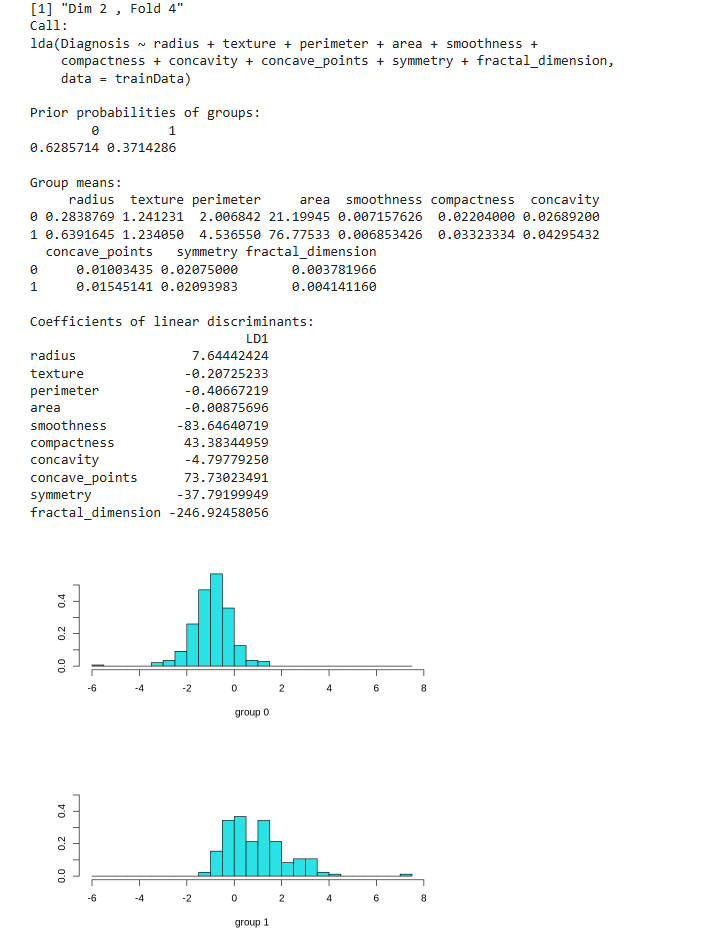 [1] "Dim 2 , Fold 4"
Call:
lda(Diagnosis ~ radius + texture + perimeter + area + smoothness +
    compactness + concavity + concave_points + symmetry + fractal_dimension,
    data = trainData)

Prior probabilities of groups:
        0         1
0.6285714 0.3714286

Group means:
     radius  texture perimeter     area  smoothness compactness  concavity
0 0.2838769 1.241231  2.006842 21.19945 0.007157626  0.02204000 0.02689200
1 0.6391645 1.234050  4.536550 76.77533 0.006853426  0.03323334 0.04295432
  concave_points   symmetry fractal_dimension
0     0.01003435 0.02075000       0.003781966
1     0.01545141 0.02093983       0.004141160

Coefficients of linear discriminants:
                            LD1
radius               7.64442424
texture             -0.20725233
perimeter           -0.40667219
area                -0.00875696
smoothness         -83.64640719
compactness         43.38344959
concavity           -4.79779250
concave_points      73.73023491
symmetry           -37.79199949
fractal_dimension -246.92458056
0.4
0.2
0.0
-6 -4 -2 0 2 4 6 8
group 0
0.4
0.2
0.0
-6 -4 -2 0 2 4 6 8
group 1